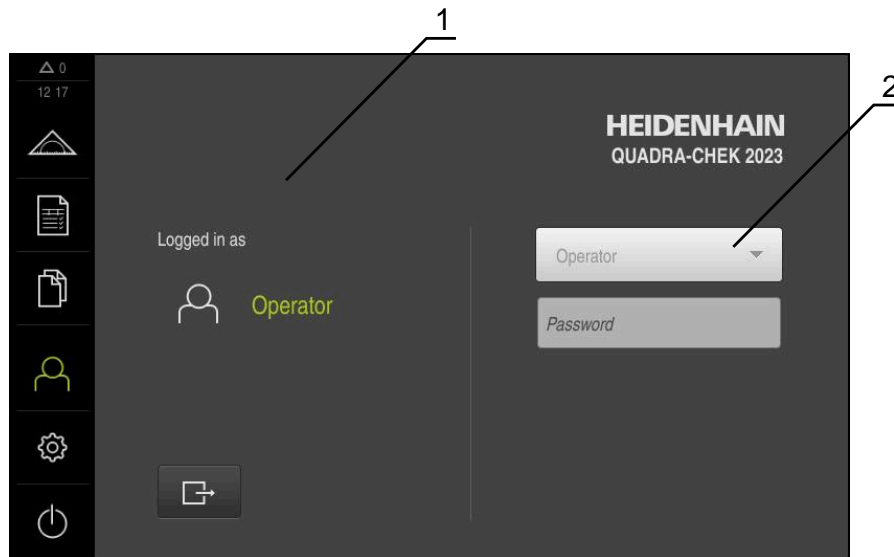 1
2
△ 0
12 17
HEIDENHAIN
QUADRA-CHEK 2023
Logged in as
Operator
Operator
Password